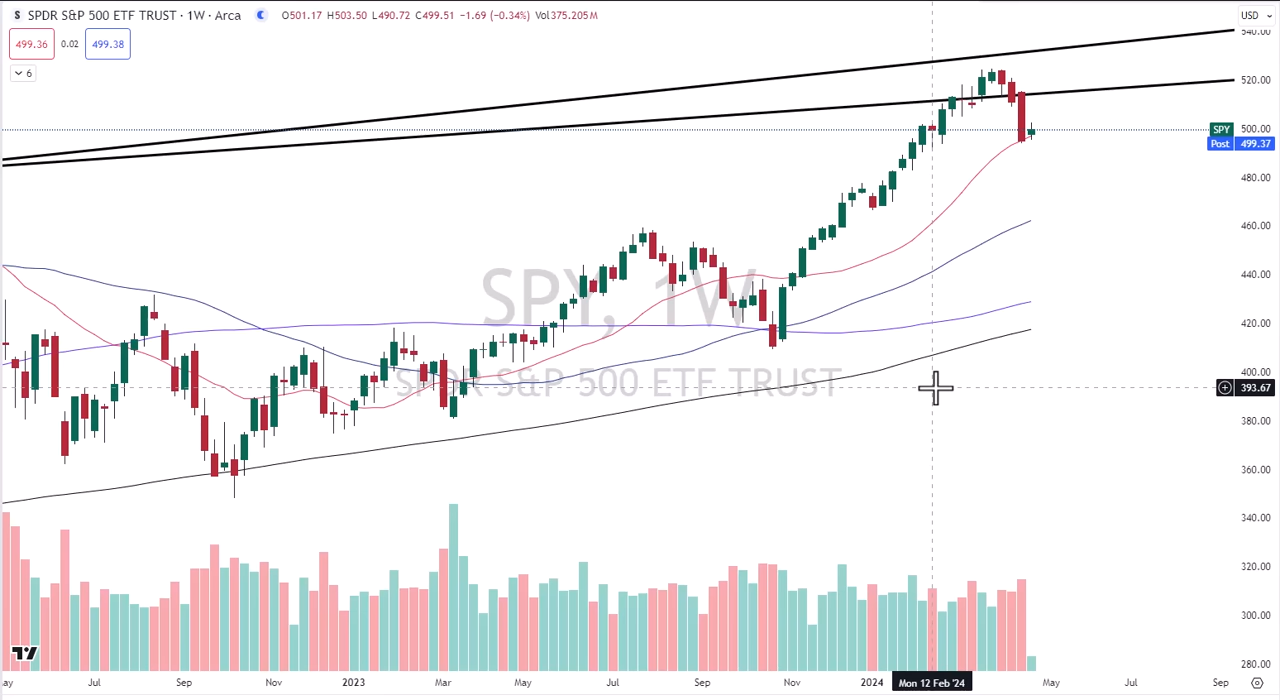 S SPDR S&P 500 ETF TRUST · 1W · Arca O501.17 H503.50 L490.72 C499.51 −1.69 (−0.34%) Vol375.205M
USD
499.36 0.02 499.38
6
540.00
520.00
500.00
480.00
460.00
440.00
420.00
400.00
380.00
360.00
340.00
320.00
300.00
280.00
SPY
Post 499.37
393.67
SPY, 1W
SPDR S&P 500 ETF TRUST
Jul Sep Nov 2023 Mar May Jul Sep Nov 2024 Mon 12 Feb '24 May Jul Sep